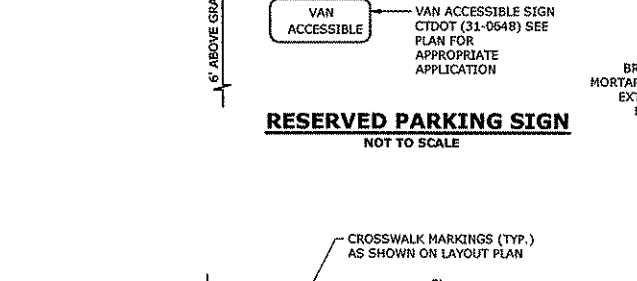 6' ABOVE GRA
VAN
ACCESSIBLE
VAN ACCESSIBLE SIGN
CTDOT (31-0648) SEE
PLAN FOR
APPROPRIATE
APPLICATION
BR
MORTAR
EXT
RESERVED PARKING SIGN
NOT TO SCALE
CROSSWALK MARKINGS (TYP.)
AS SHOWN ON LAYOUT PLAN